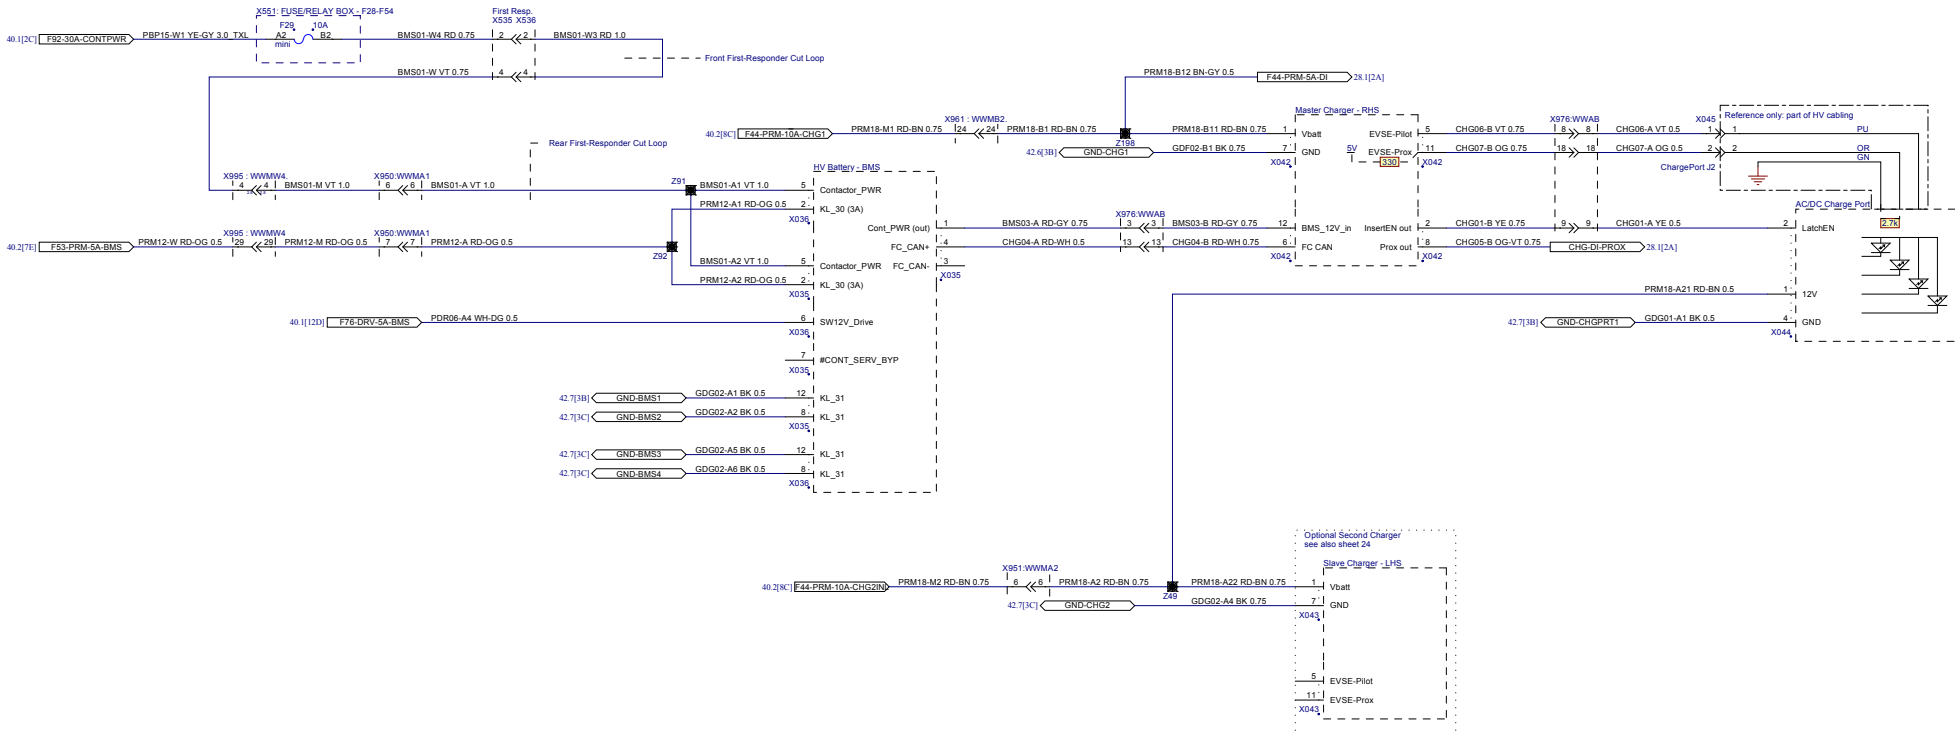 X551: FUSE/RELAY BOX - F28-F54
F29 10A
A2 B2
mini
40.1[2C] F92-30A-CONTPWR PBP15-W1 YE-GY 3.0 TXL
BMS01-W4 RD 0.75
First Resp.
X535 X536
2 2
BMS01-W3 RD 1.0
Front First-Responder Cut Loop
BMS01-W VT 0.75
4 4
PRM18-B12 BN-GY 0.5 F44-PRM-5A-DI 28.1[2A]
40.2[8C] F44-PRM-10A-CHG1 PRM18-M1 RD-BN 0.75
X961 : WWMB2
24 24
PRM18-B1 RD-BN 0.75
Z198
PRM18-B11 RD-BN 0.75
42.6[3B] GND-CHG1 GDF02-B1 BK 0.75
Master Charger - RHS
1 Vbatt
7 GND
X042
EVSE-Pilot 5
5V
EVSE-Prox 11
330
X042
CHG06-B VT 0.75
CHG07-B OG 0.75
X976:WWAB
8 8
18 18
CHG06-A VT 0.5
CHG07-A OG 0.5
X045
1 1
2 2
ChargePort J2
Reference only: part of HV cabling
PU
OR
GN
Rear First-Responder Cut Loop
X995 : WWMW4
4 4
BMS01-M VT 1.0
X950:WWMA1
6 6
BMS01-A VT 1.0
Z91
BMS01-A1 VT 1.0
PRM12-A1 RD-OG 0.5
40.2[7E] F53-PRM-5A-BMS PRM12-W RD-OG 0.5
X995 : WWMW4
29 29
PRM12-M RD-OG 0.5
X950:WWMA1
7 7
PRM12-A RD-OG 0.5
Z92
BMS01-A2 VT 1.0
PRM12-A2 RD-OG 0.5
HV Battery - BMS
5 Contactor_PWR
2 KL_30 (3A)
X036
Cont_PWR (out) 1
FC_CAN+ 4
5 Contactor_PWR
FC_CAN- 3
2 KL_30 (3A)
X035
X035
BMS03-A RD-GY 0.75
CHG04-A RD-WH 0.5
X976:WWAB
3 3
13 13
BMS03-B RD-GY 0.75
CHG04-B RD-WH 0.75
12 BMS_12V_in
6 FC CAN
X042
InsertEN out 2
Prox out 8
X042
CHG01-B YE 0.75
9 9
CHG01-A YE 0.5
CHG05-B OG-VT 0.75 CHG-DI-PROX 28.1[2A]
AC/DC Charge Port
2.7k
2 LatchEN
PRM18-A21 RD-BN 0.5
1 12V
42.7[3B] GND-CHGPRT1 GDG01-A1 BK 0.5
4 GND
X044
40.1[12D] F76-DRV-5A-BMS PDR06-A4 WH-DG 0.5
6 SW12V_Drive
X036
7 #CONT_SERV_BYP
X035
42.7[3B] GND-BMS1 GDG02-A1 BK 0.5 12 KL_31
42.7[3C] GND-BMS2 GDG02-A2 BK 0.5 8 KL_31
X035
42.7[3C] GND-BMS3 GDG02-A5 BK 0.5 12 KL_31
42.7[3C] GND-BMS4 GDG02-A6 BK 0.5 8 KL_31
X036
Optional Second Charger
see also sheet 24
Slave Charger - LHS
40.2[8C] PRM18-M2 RD-BN 0.75
X951:WWMA2
6 6
PRM18-A2 RD-BN 0.75
Z49
PRM18-A22 RD-BN 0.75
1 Vbatt
42.7[3C] GND-CHG2 GDG02-A4 BK 0.75
7 GND
X043
5 EVSE-Pilot
11 EVSE-Prox
X043